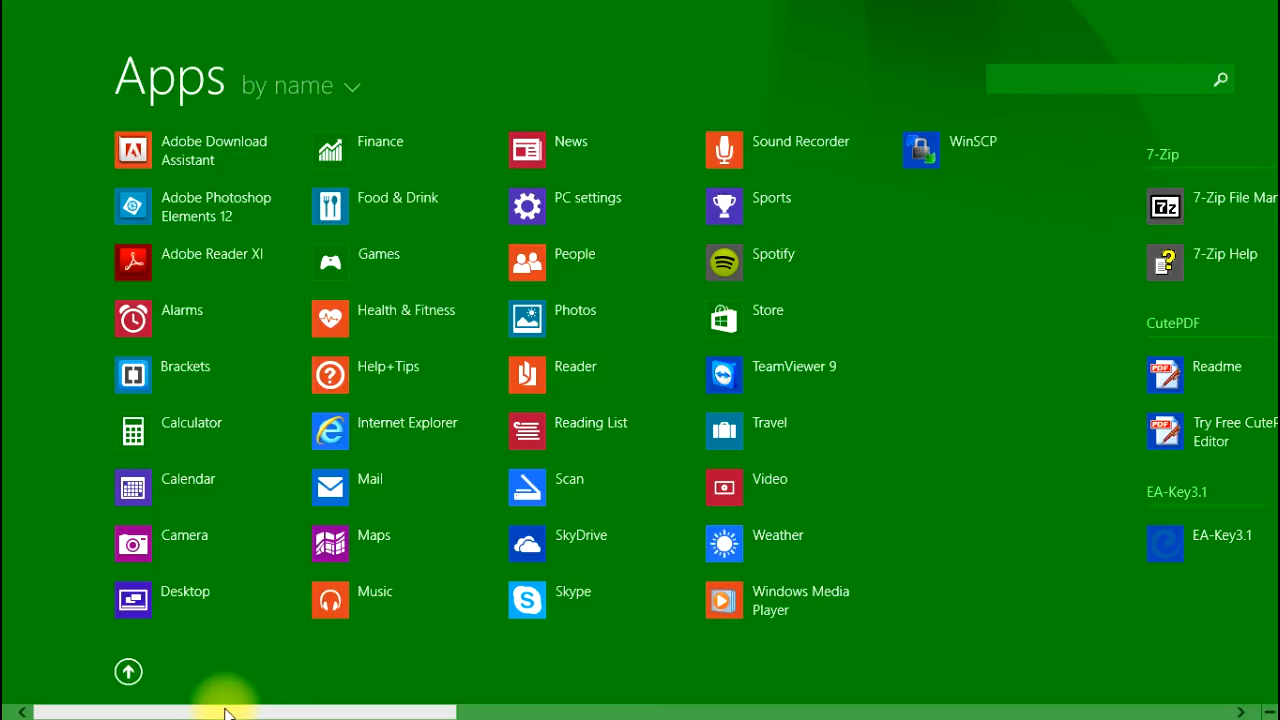 Apps by name
Adobe Download
Assistant
Adobe Photoshop
Elements 12
Adobe Reader XI
Alarms
Brackets
Calculator
Calendar
Camera
Desktop
Finance
Food & Drink
Games
Health & Fitness
Help+Tips
Internet Explorer
Mail
Maps
Music
News
PC settings
People
Photos
Reader
Reading List
Scan
SkyDrive
Skype
Sound Recorder
Sports
Spotify
Store
TeamViewer 9
Travel
Video
Weather
Windows Media
Player
WinSCP
7-Zip
7-Zip File Mar
7-Zip Help
CutePDF
Readme
Try Free CuteP
Editor
EA-Key3.1
EA-Key3.1